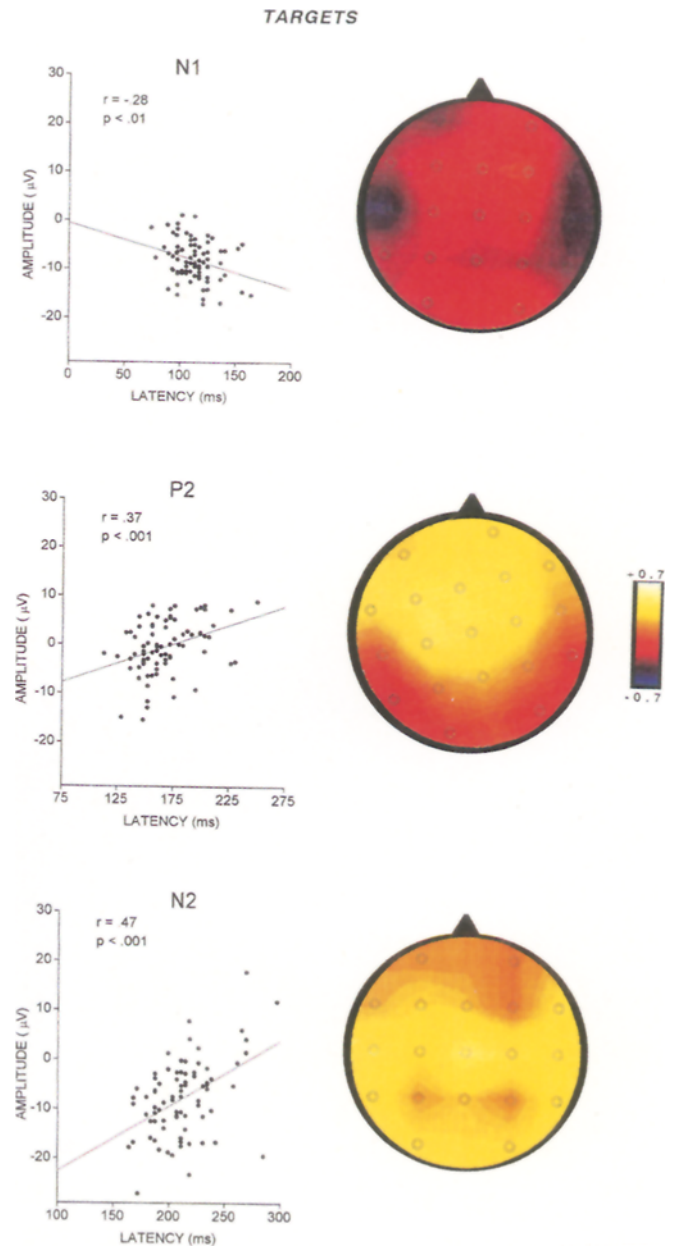 TARGETS
N1
r = -.28
p < .01
30
20
10
0
-10
-20
AMPLITUDE ( µV)
0 50 100 150 200
LATENCY (ms)
P2
r = .37
p < .001
30
20
10
0
-10
-20
AMPLITUDE ( µV)
75 125 175 225 275
LATENCY (ms)
+0.7
-0.7
N2
r = .47
p < .001
30
20
10
0
-10
-20
AMPLITUDE ( µV)
100 150 200 250 300
LATENCY (ms)